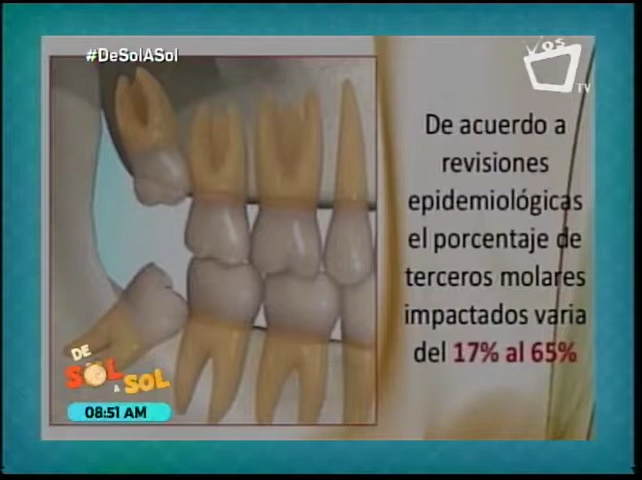 #DeSolASol
OS
TV
De acuerdo a
revisiones
epidemiológicas
el porcentaje de
terceros molares
impactados varia
del 17% al 65%
DE
SOL
A SOL
08:51 AM